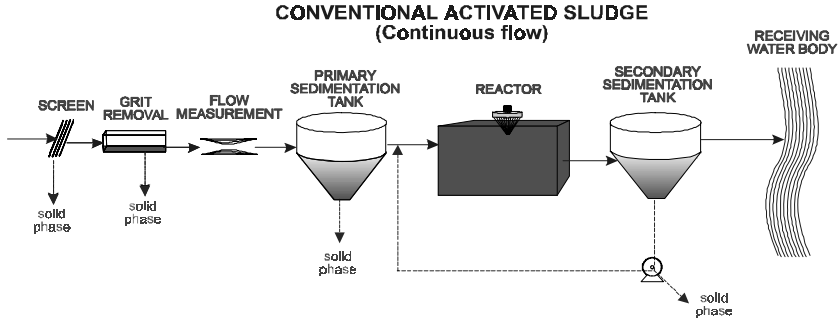 CONVENTIONAL ACTIVATED SLUDGE
(Continuous flow)
RECEIVING
WATER BODY
PRIMARY
SEDIMENTATION
TANK
SECONDARY
SEDIMENTATION
TANK
REACTOR
GRIT
REMOVAL
FLOW
MEASUREMENT
SCREEN
solid
phase
solid
phase
solid
phase
solid
phase